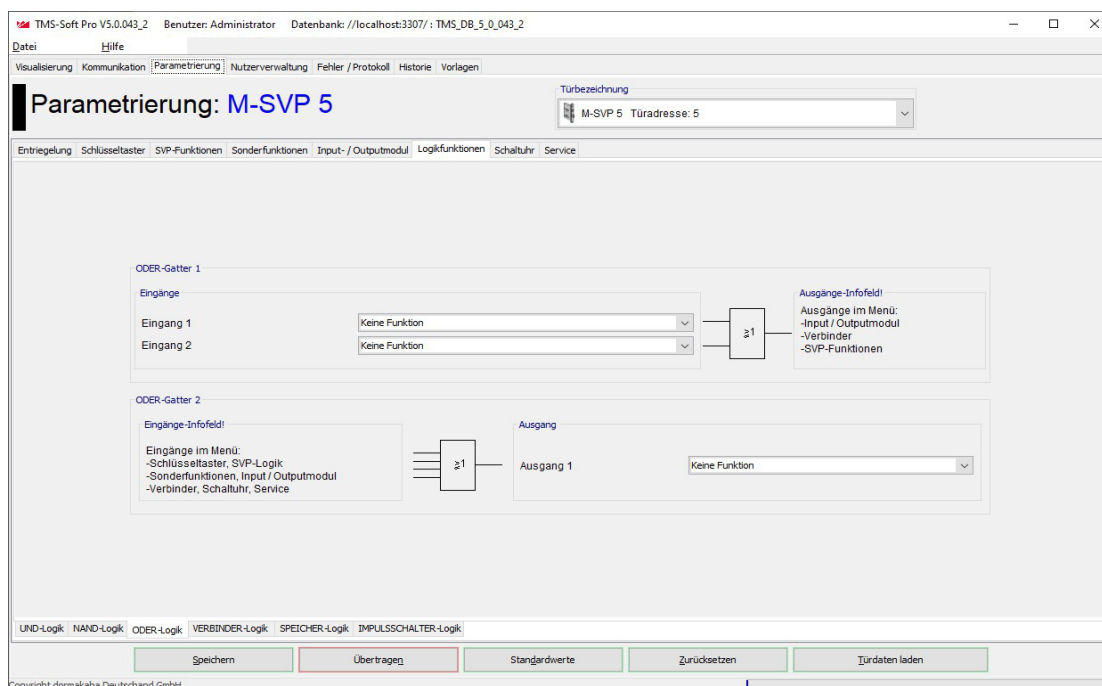 TMS-Soft Pro V5.0.043_2 Benutzer: Administrator Datenbank: //localhost:3307/ : TMS_DB_5_0_043_2
Datei Hilfe
Visualisierung Kommunikation Parametrierung Nutzerverwaltung Fehler / Protokoll Historie Vorlagen
Parametrierung: M-SVP 5
Türbezeichnung
M-SVP 5 Türadresse: 5
Entriegelung Schlüsseltaster SVP-Funktionen Sonderfunktionen Input- / Outputmodul Logikfunktionen Schaltuhr Service
ODER-Gatter 1
Eingänge
Eingang 1 Keine Funktion
Eingang 2 Keine Funktion
≥1
Ausgänge-Infofeld!
Ausgänge im Menü:
-Input / Outputmodul
-Verbinder
-SVP-Funktionen
ODER-Gatter 2
Eingänge-Infofeld!
Eingänge im Menü:
-Schlüsseltaster, SVP-Logik
-Sonderfunktionen, Input / Outputmodul
-Verbinder, Schaltuhr, Service
≥1
Ausgang
Ausgang 1 Keine Funktion
UND-Logik NAND-Logik ODER-Logik VERBINDER-Logik SPEICHER-Logik IMPULSSCHALTER-Logik
Speichern Übertragen Standardwerte Zurücksetzen Türdaten laden
Copyright dormakaba Deutschand GmbH